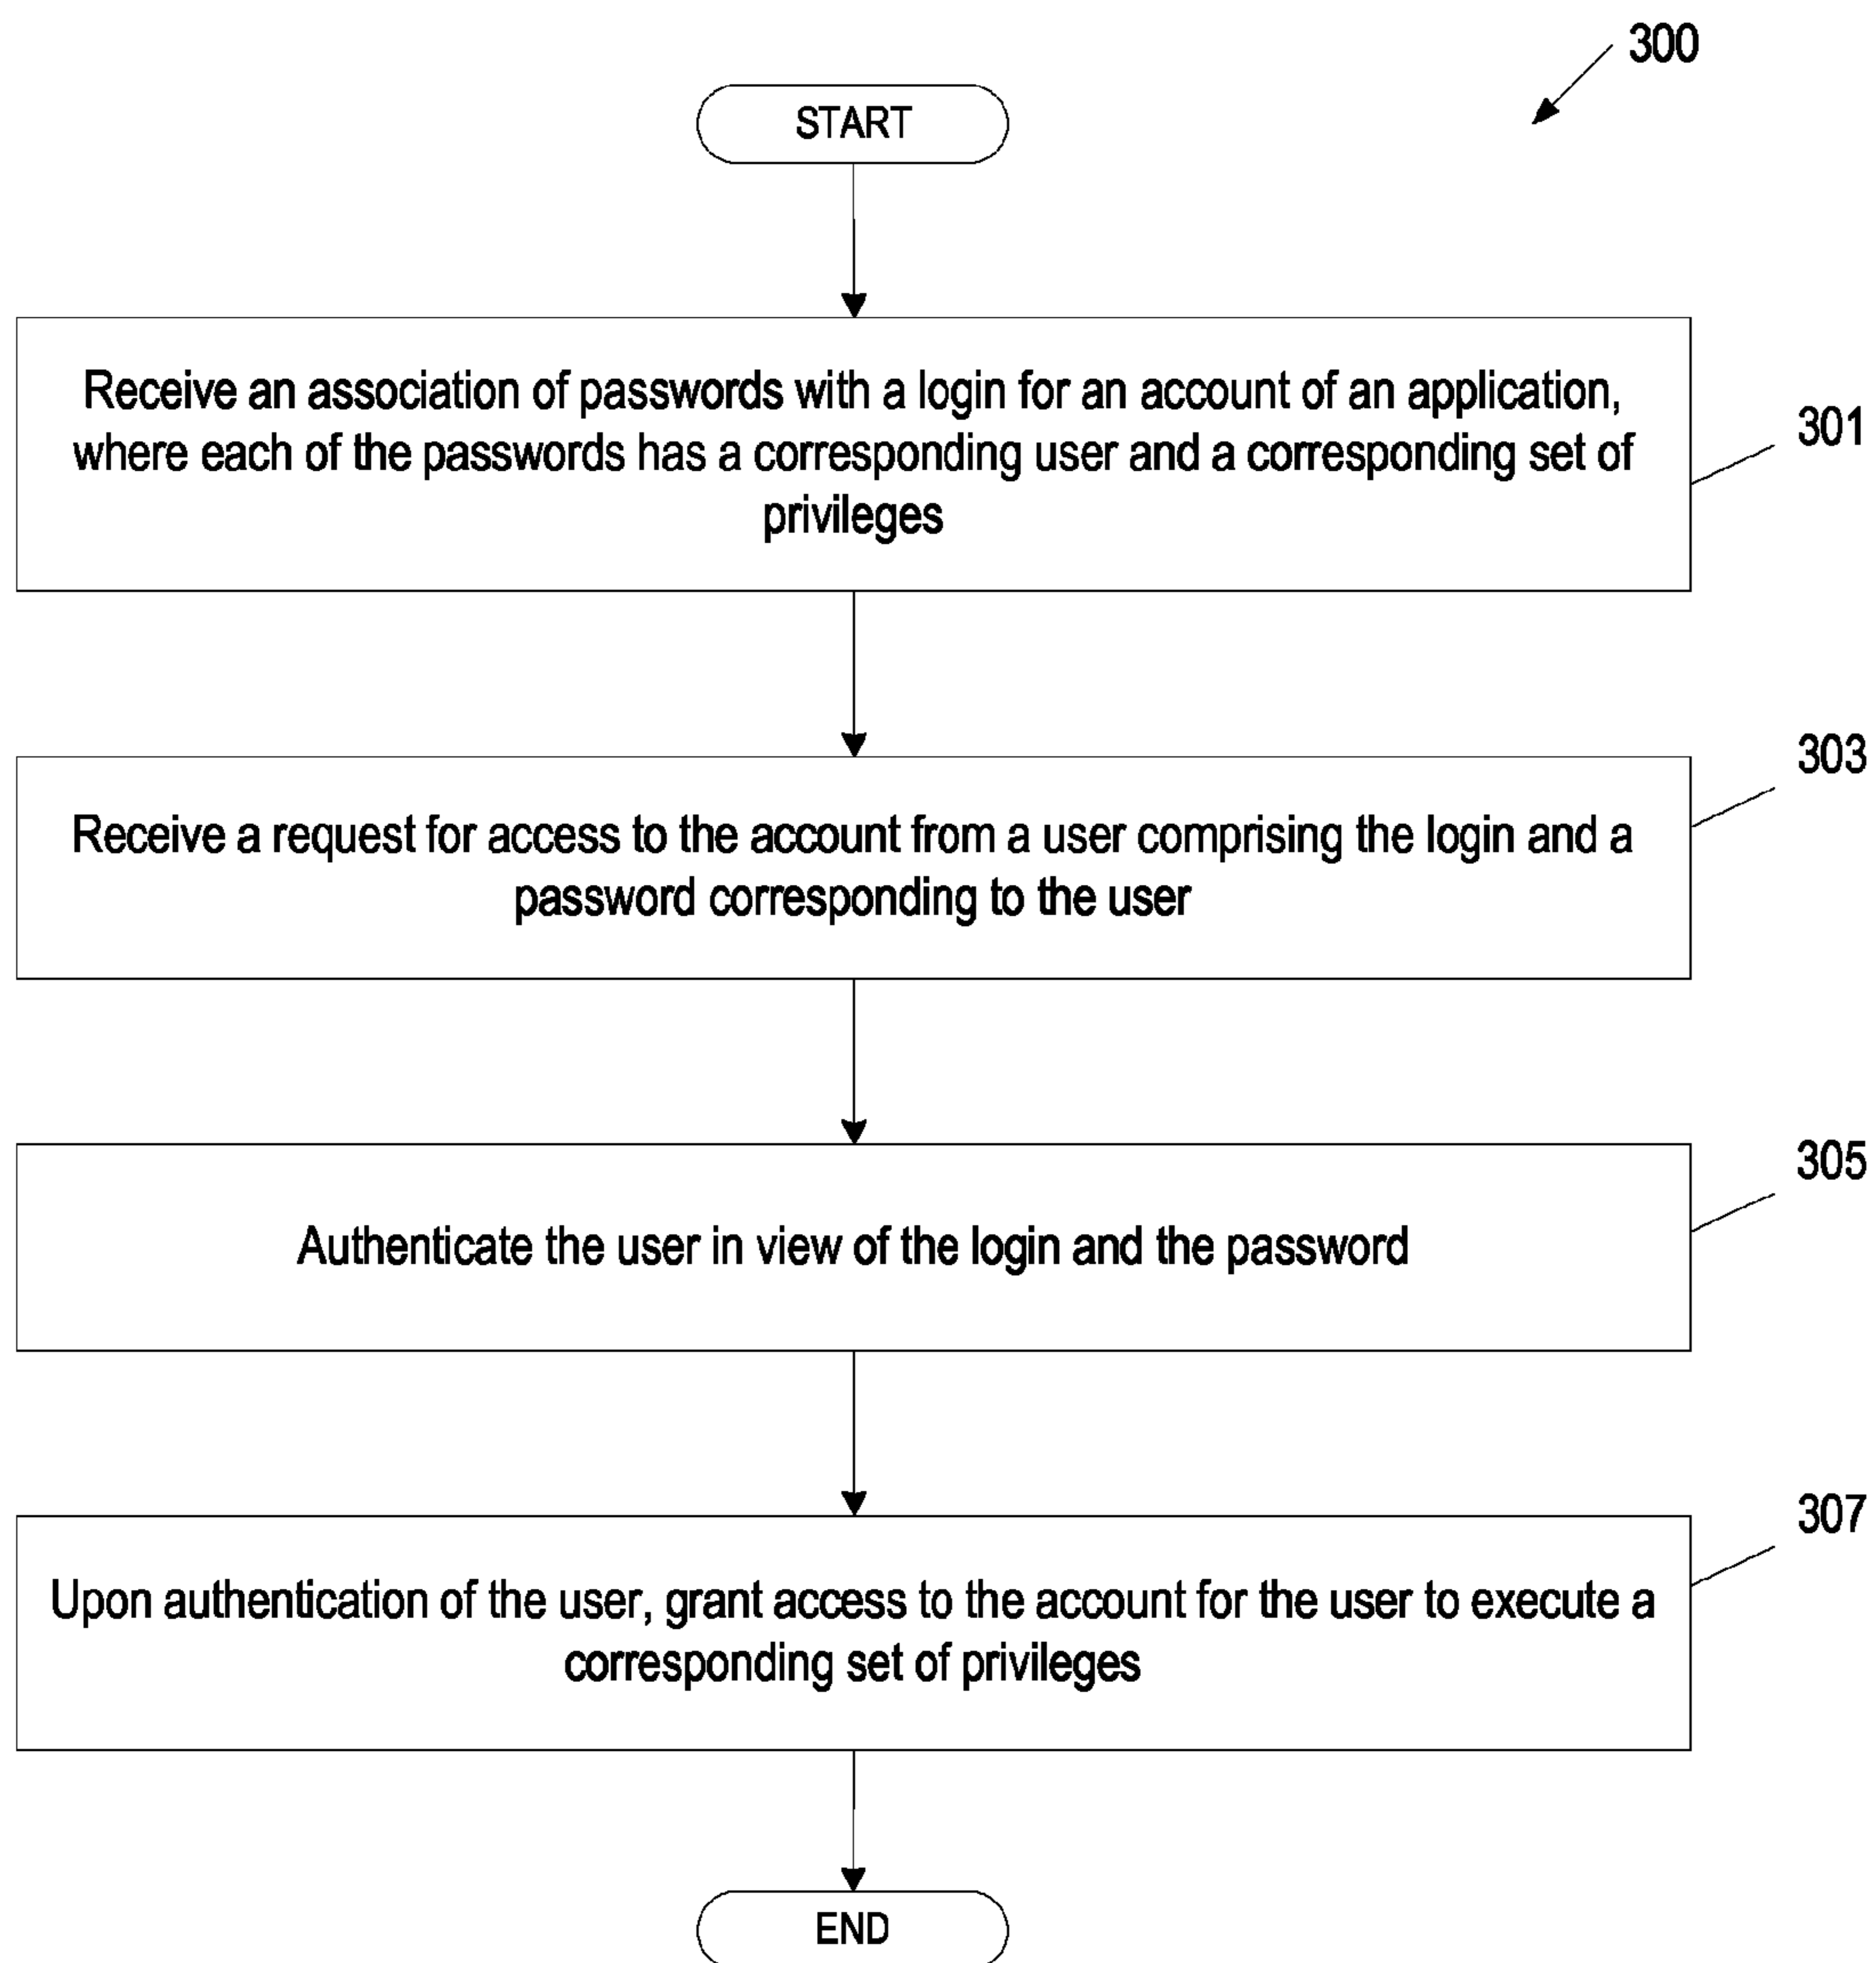 300
START
Receive an association of passwords with a login for an account of an application,
where each of the passwords has a corresponding user and a corresponding set of
privileges
301
Receive a request for access to the account from a user comprising the login and a
password corresponding to the user
303
Authenticate the user in view of the login and the password
305
Upon authentication of the user, grant access to the account for the user to execute a
corresponding set of privileges
307
END